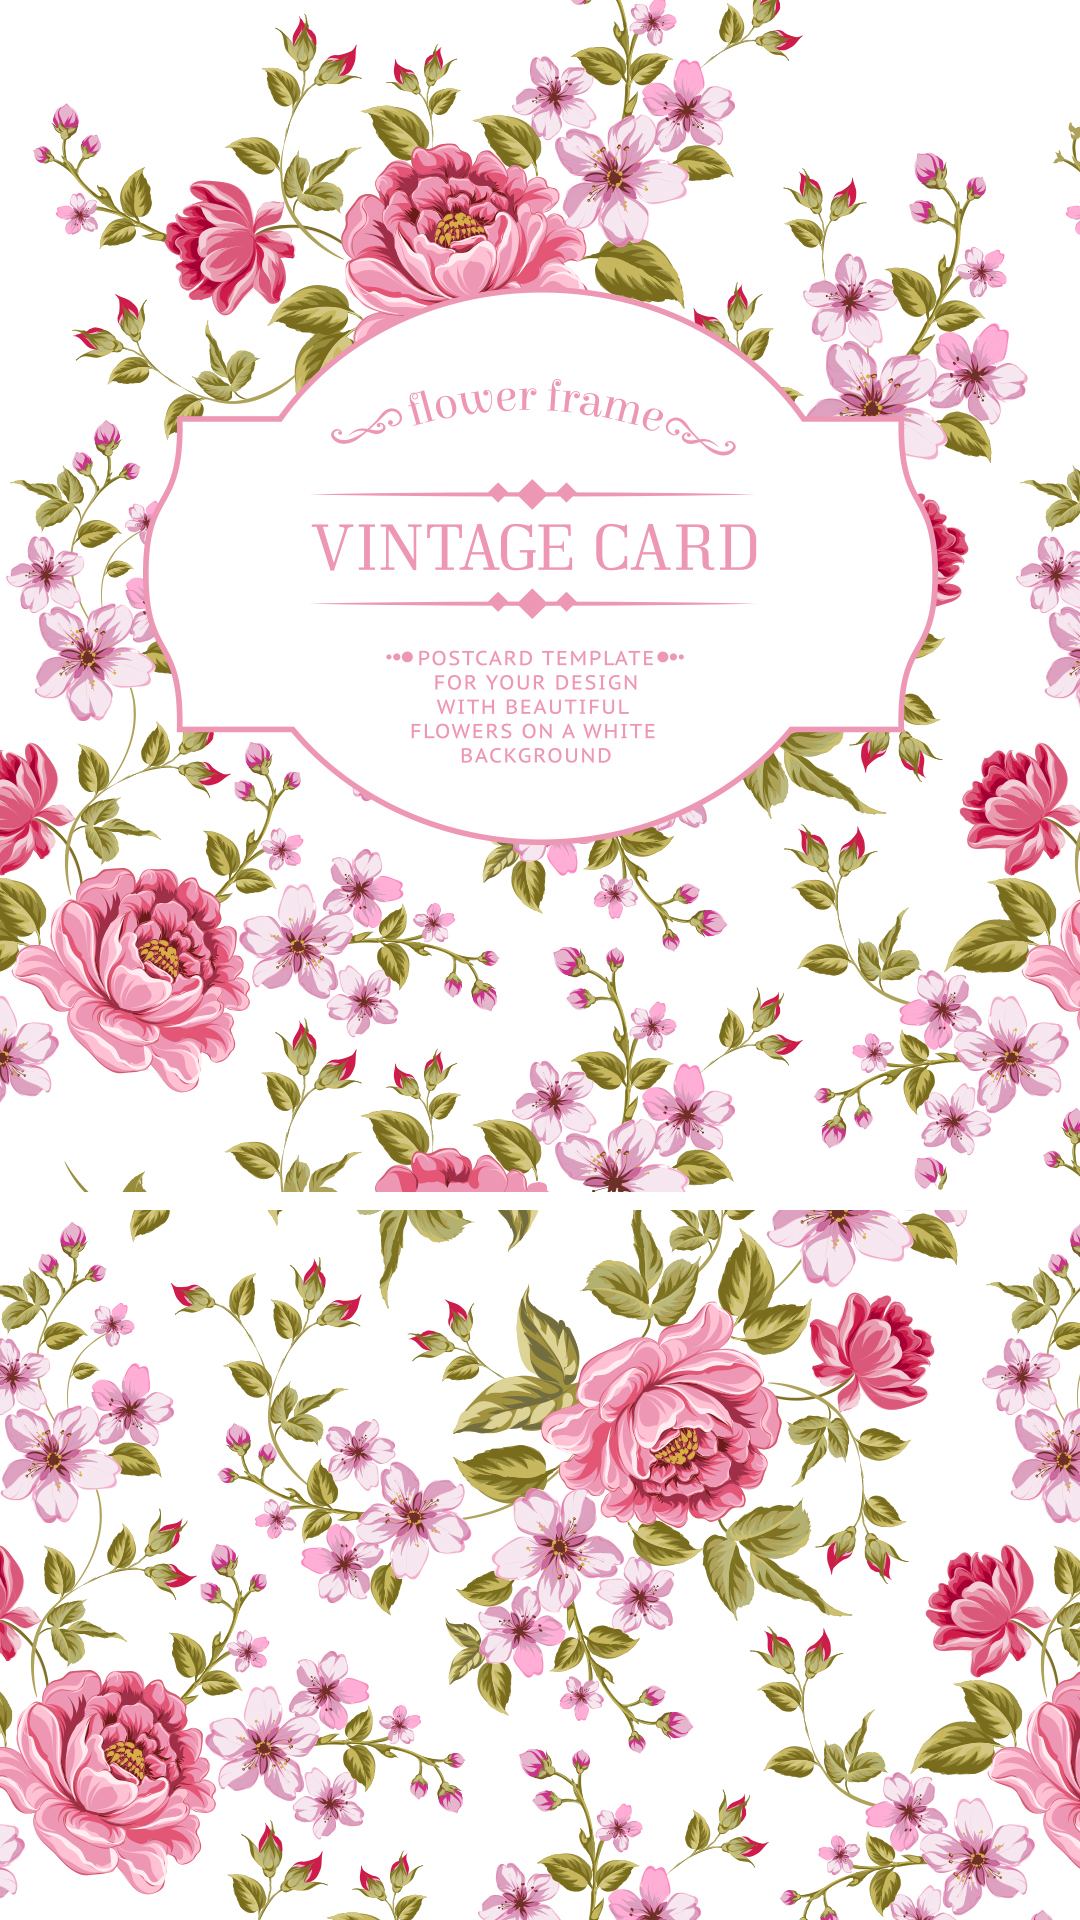 flower frame
VINTAGE CARD
POSTCARD TEMPLATE
FOR YOUR DESIGN
WITH BEAUTIFUL
FLOWERS ON A WHITE
BACKGROUND